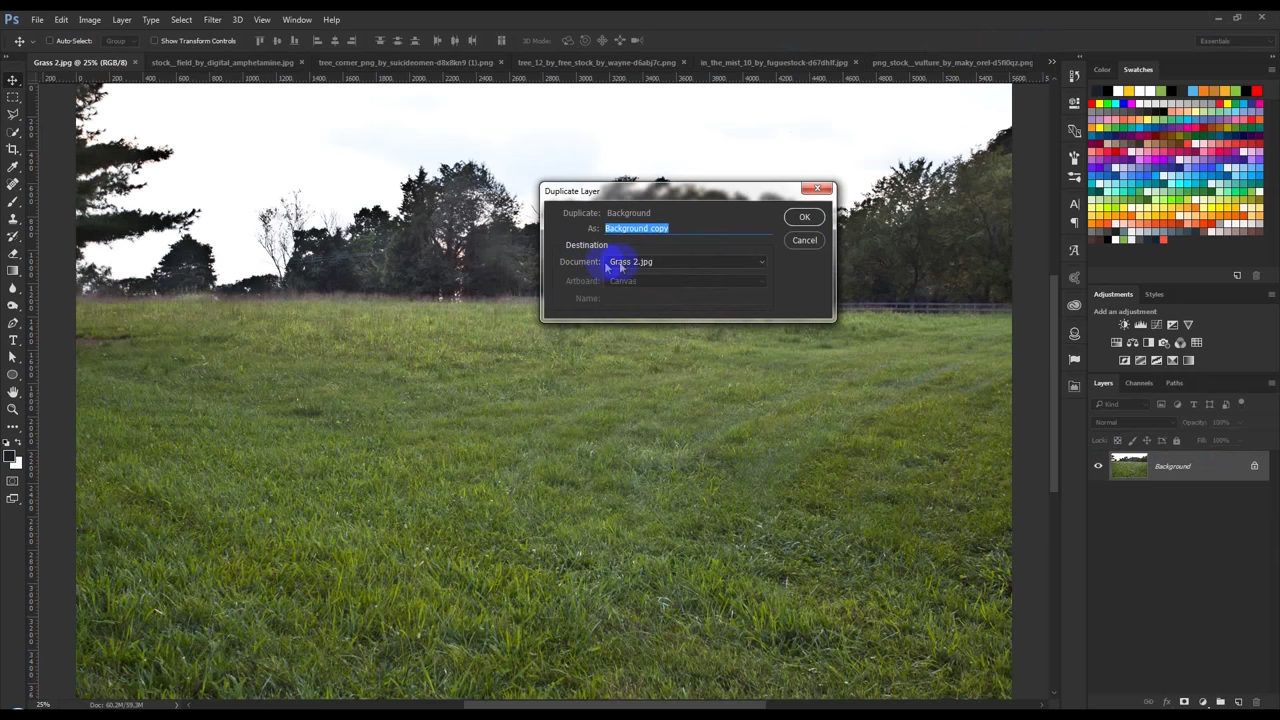 Ps File Edit Image Layer Type Select Filter 3D View Window Help
Auto-Select: Group Show Transform Controls 3D Mode: Essentials
Grass 2.jpg @ 25% (RGB/8) × stock_field_by_digital_amphetamine.jpg × tree_corner_png_by_suicideomen-d8x8kn9 (1).png × tree_12_by_free_stock_by_wayne-d6abj7c.png × in_the_mist_10_by_fuguestock-d67dhlf.jpg × png_stock__vulture_by_maky_orel-d5fi0qz.png
Color Swatches
Duplicate Layer
Duplicate: Background
As: Background copy
Destination
Document: Grass 2.jpg
Artboard: Canvas
Name:
OK
Cancel
Adjustments Styles
Add an adjustment
Layers Channels Paths
Kind
Normal Opacity: 100%
Lock: Fill: 100%
Background
25% Doc: 60.2M/59.3M